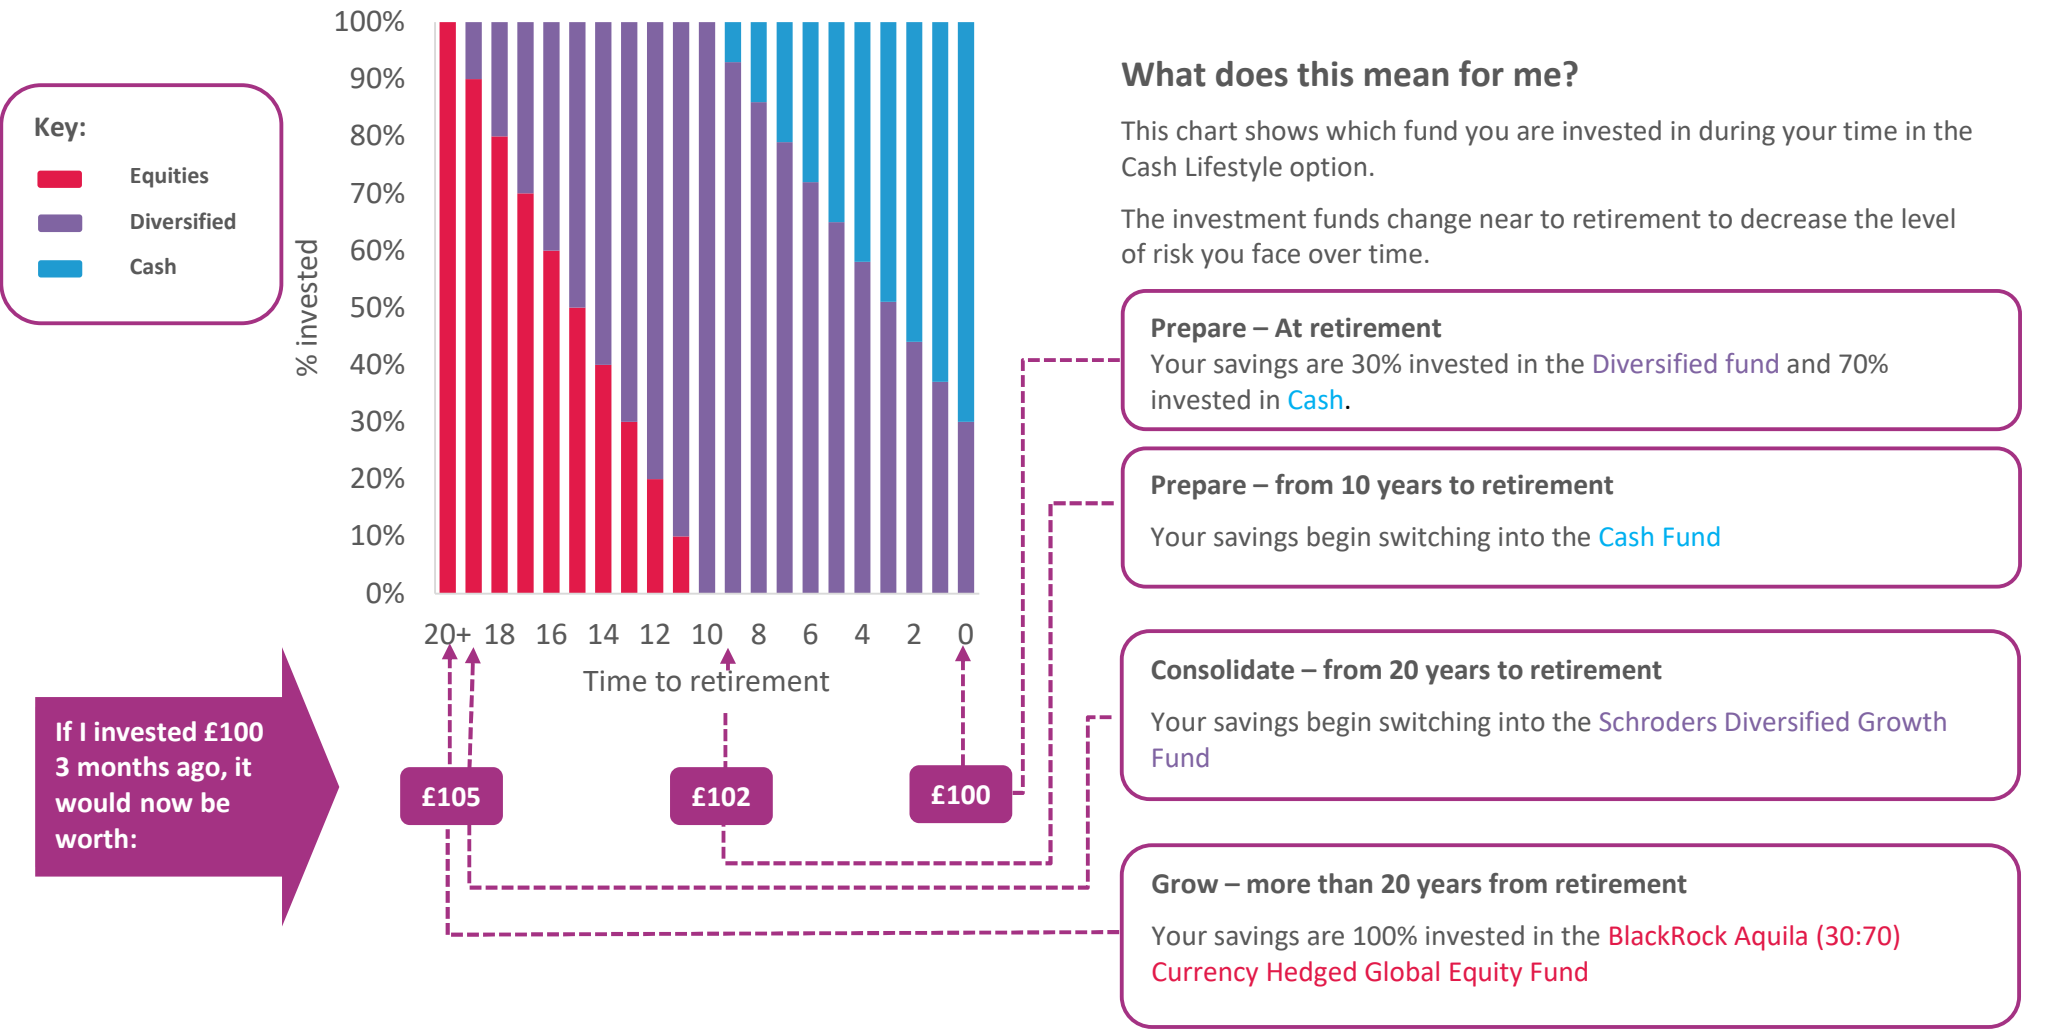 Key:
Equities
Diversified
Cash
% invested
100%
90%
80%
70%
60%
50%
40%
30%
20%
10%
0%
20+ 18 16 14 12 10 8 6 4 2 0
Time to retirement
If I invested £100
3 months ago, it
would now be
worth:
£105
£102
£100
What does this mean for me?
This chart shows which fund you are invested in during your time in the
Cash Lifestyle option.
The investment funds change near to retirement to decrease the level
of risk you face over time.
Prepare – At retirement
Your savings are 30% invested in the Diversified fund and 70%
invested in Cash.
Prepare – from 10 years to retirement
Your savings begin switching into the Cash Fund
Consolidate – from 20 years to retirement
Your savings begin switching into the Schroders Diversified Growth
Fund
Grow – more than 20 years from retirement
Your savings are 100% invested in the BlackRock Aquila (30:70)
Currency Hedged Global Equity Fund